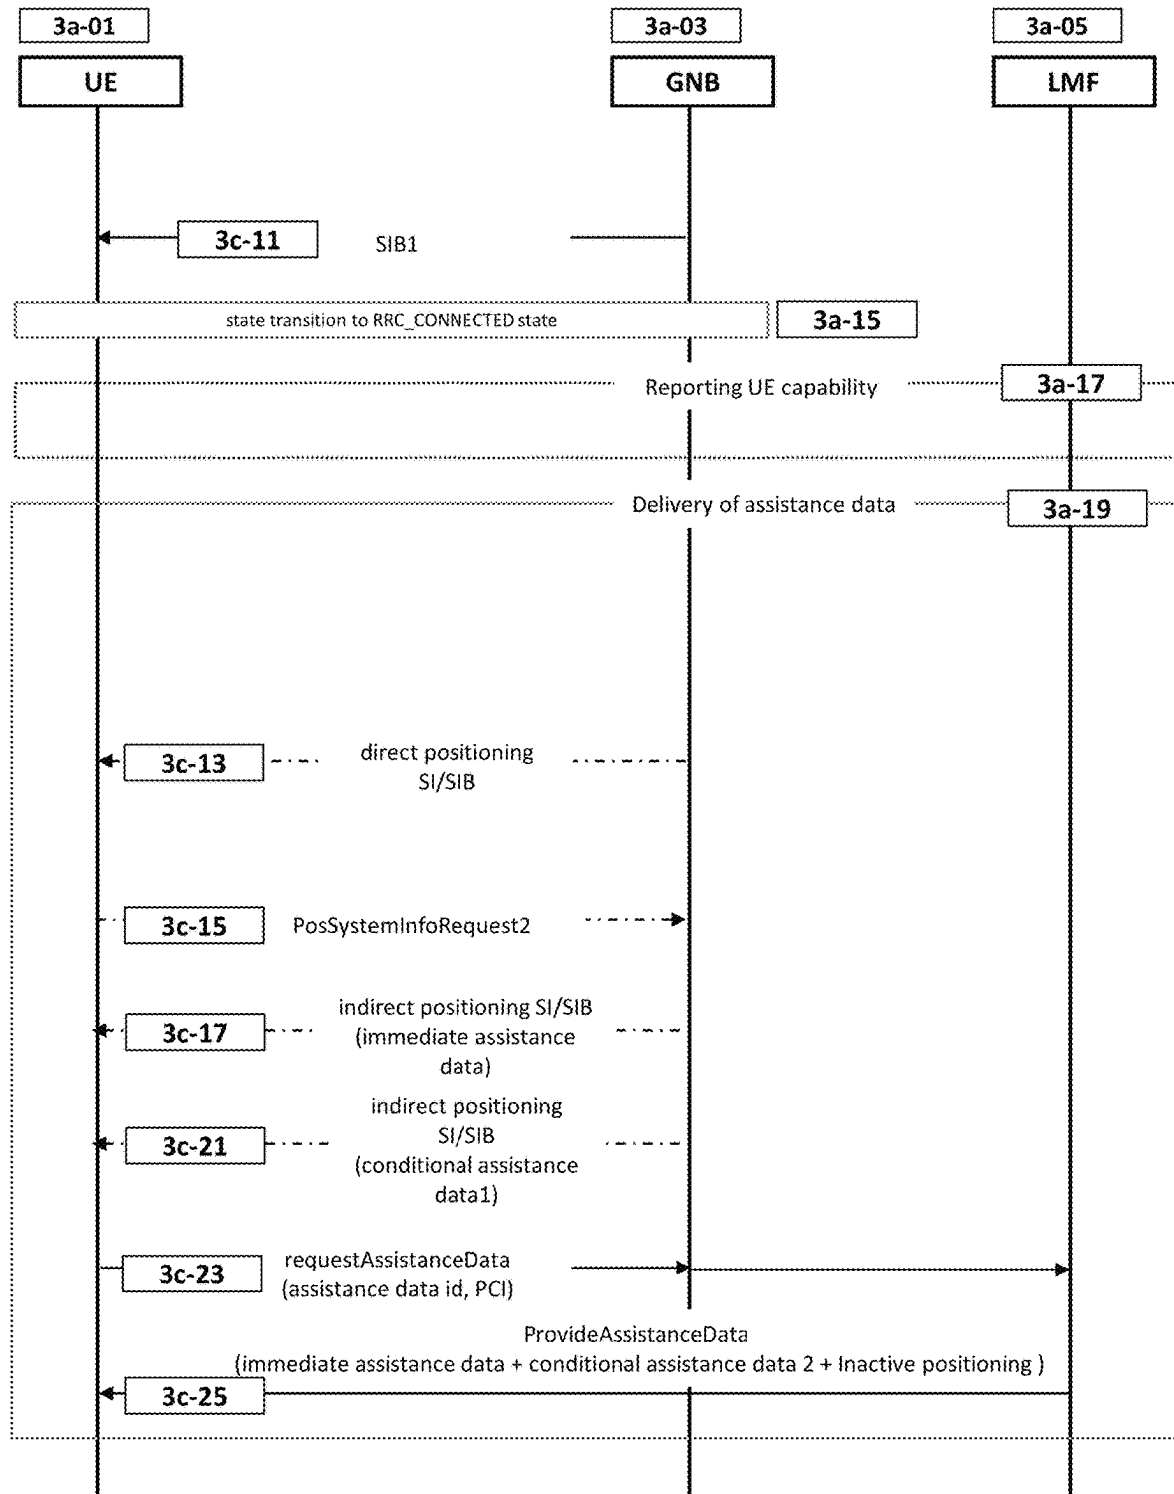 3a-01 3a-03 3a-05
UE GNB LMF
3c-11 SIB1
state transition to RRC_CONNECTED state 3a-15
Reporting UE capability 3a-17
Delivery of assistance data 3a-19
3c-13 direct positioning
SI/SIB
3c-15 PosSystemInfoRequest2
indirect positioning SI/SIB
3c-17 (immediate assistance
data)
indirect positioning
3c-21 SI/SIB
(conditional assistance
data1)
3c-23 requestAssistanceData
(assistance data id, PCI)
ProvideAssistanceData
(immediate assistance data + conditional assistance data 2 + Inactive positioning )
3c-25